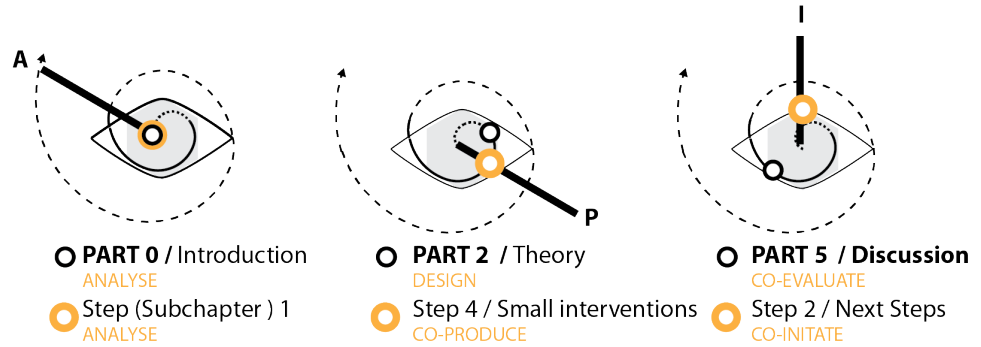 A
P
I
PART 0 / Introduction
ANALYSE
Step (Subchapter ) 1
ANALYSE
PART 2 / Theory
DESIGN
Step 4 / Small interventions
CO-PRODUCE
PART 5 / Discussion
CO-EVALUATE
Step 2 / Next Steps
CO-INITATE